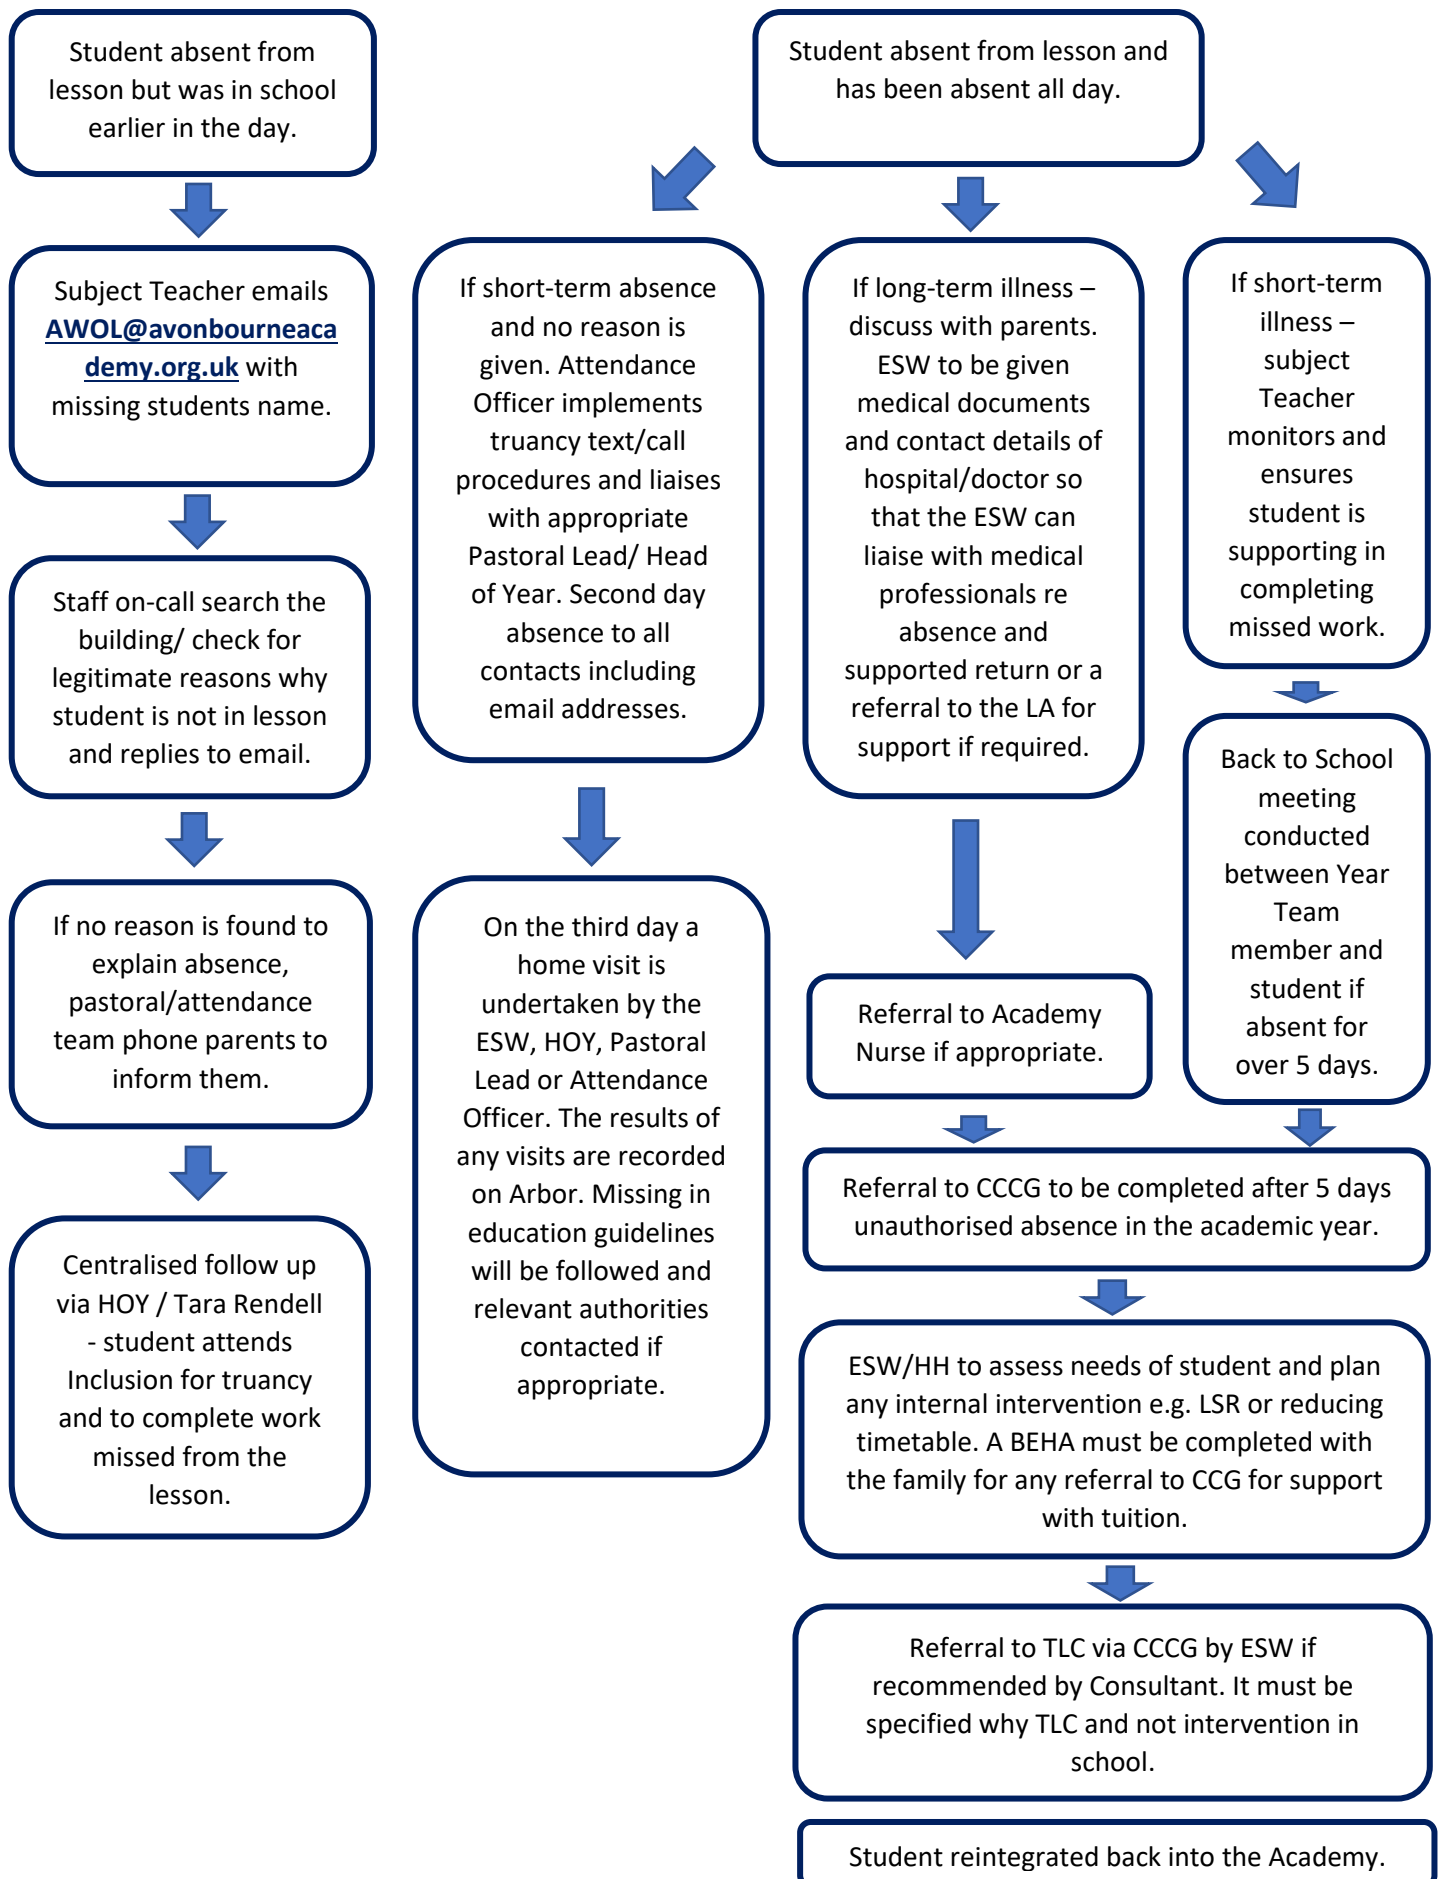 Student absent from
lesson but was in school
earlier in the day.
Subject Teacher emails
AWOL@avonbourneaca
demy.org.uk with
missing students name.
Staff on-call search the
building/ check for
legitimate reasons why
student is not in lesson
and replies to email.
If no reason is found to
explain absence,
pastoral/attendance
team phone parents to
inform them.
Centralised follow up
via HOY / Tara Rendell
- student attends
Inclusion for truancy
and to complete work
missed from the
lesson.
Student absent from lesson and
has been absent all day.
If short-term absence
and no reason is
given. Attendance
Officer implements
truancy text/call
procedures and liaises
with appropriate
Pastoral Lead/ Head
of Year. Second day
absence to all
contacts including
email addresses.
On the third day a
home visit is
undertaken by the
ESW, HOY, Pastoral
Lead or Attendance
Officer. The results of
any visits are recorded
on Arbor. Missing in
education guidelines
will be followed and
relevant authorities
contacted if
appropriate.
If long-term illness –
discuss with parents.
ESW to be given
medical documents
and contact details of
hospital/doctor so
that the ESW can
liaise with medical
professionals re
absence and
supported return or a
referral to the LA for
support if required.
Referral to Academy
Nurse if appropriate.
If short-term
illness –
subject
Teacher
monitors and
ensures
student is
supporting in
completing
missed work.
Back to School
meeting
conducted
between Year
Team
member and
student if
absent for
over 5 days.
Referral to CCCG to be completed after 5 days
unauthorised absence in the academic year.
ESW/HH to assess needs of student and plan
any internal intervention e.g. LSR or reducing
timetable. A BEHA must be completed with
the family for any referral to CCG for support
with tuition.
Referral to TLC via CCCG by ESW if
recommended by Consultant. It must be
specified why TLC and not intervention in
school.
Student reintegrated back into the Academy.